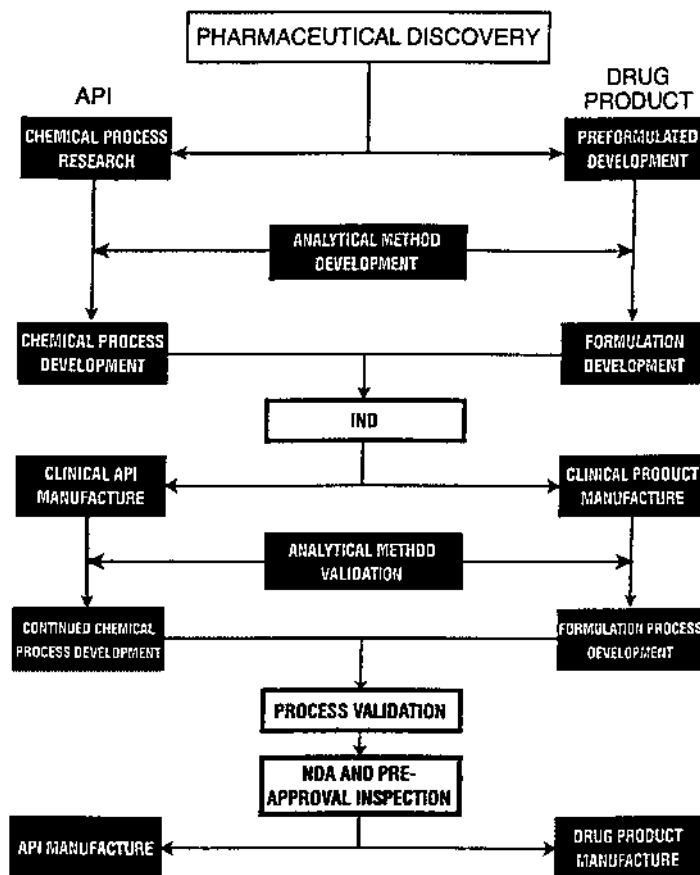 PHARMACEUTICAL DISCOVERY
API
DRUG
PRODUCT
CHEMICAL PROCESS
RESEARCH
PREFORMULATED
DEVELOPMENT
ANALYTICAL METHOD
DEVELOPMENT
CHEMICAL PROCESS
DEVELOPMENT
FORMULATION
DEVELOPMENT
IND
CLINICAL API
MANUFACTURE
CLINICAL PRODUCT
MANUFACTURE
ANALYTICAL METHOD
VALIDATION
CONTINUED CHEMICAL
PROCESS DEVELOPMENT
FORMULATION PROCESS
DEVELOPMENT
PROCESS VALIDATION
NDA AND PRE-
APPROVAL INSPECTION
API MANUFACTURE
DRUG PRODUCT
MANUFACTURE